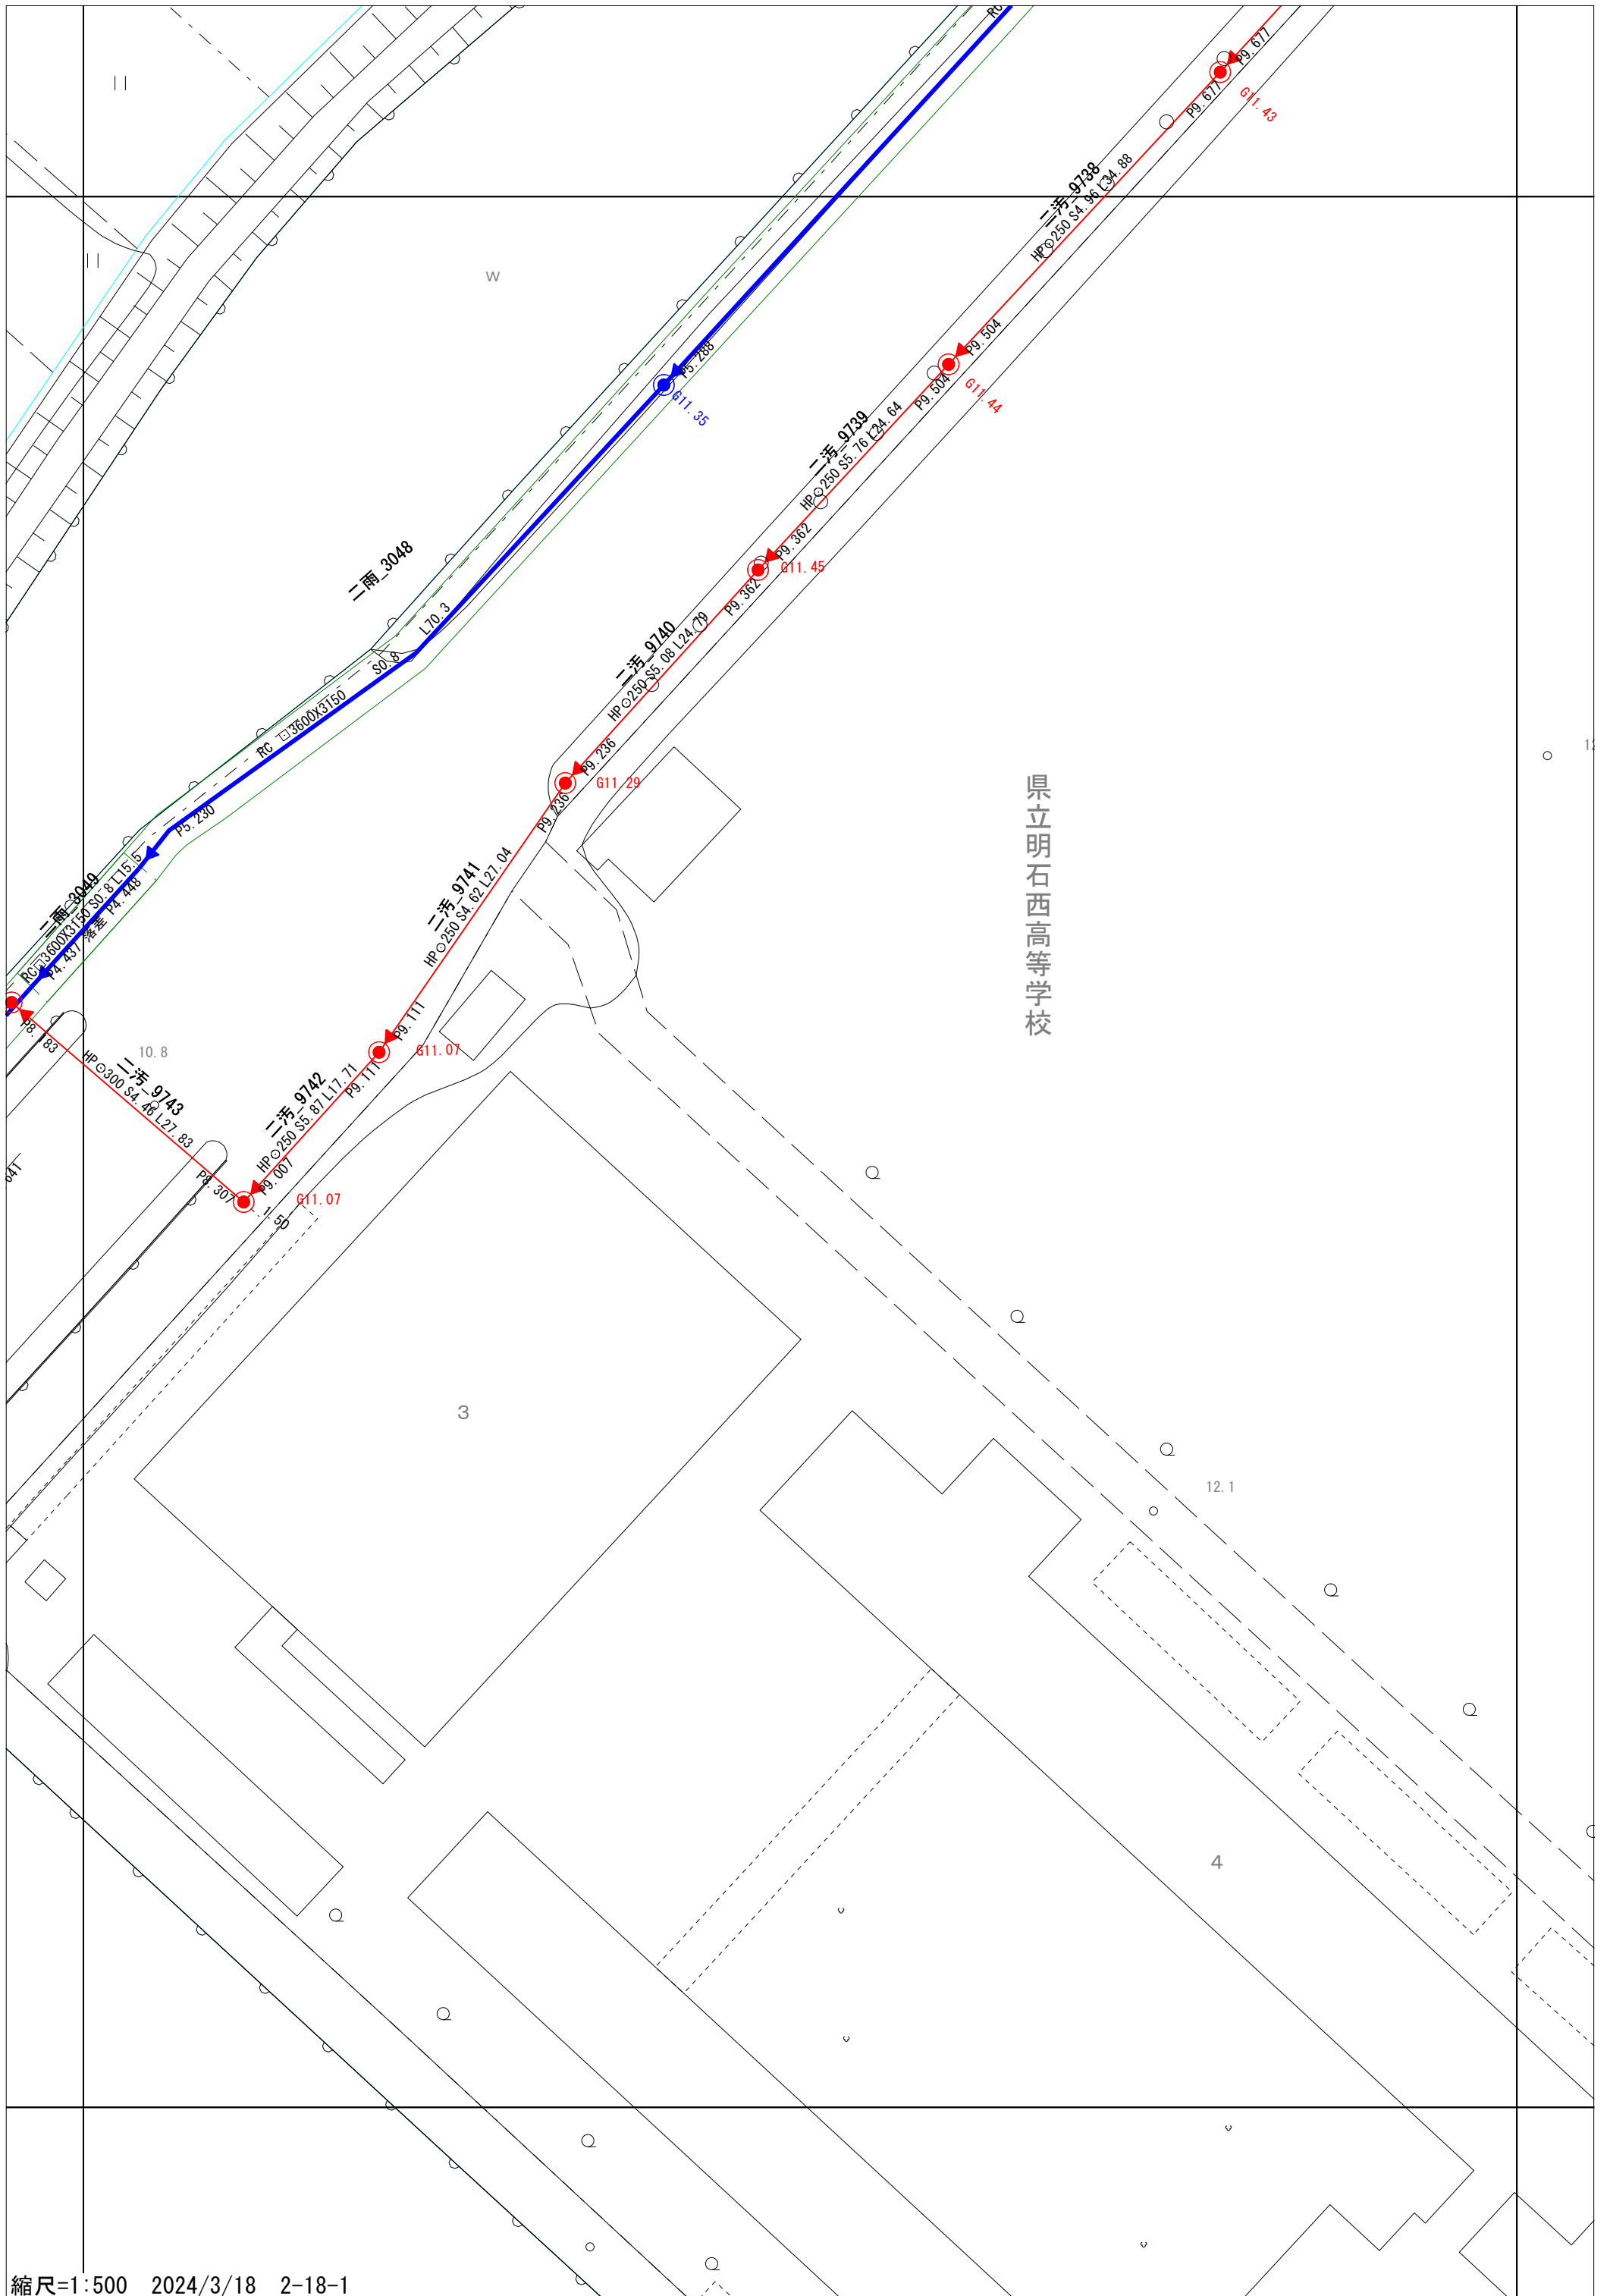 RC
P9.677
P9.677
G11.43
二汚_9738
HP 250 S4.96 L34.88
W
P5.288
G11.35
P9.504
P9.504
G11.44
二汚_9739
HP 250 S5.76 L24.64
P9.362
P9.362
G11.45
二雨_3048
L70.3
S0.8
RC 3600X3150
P5.230
二汚_9740
HP 250 S5.08 L24.79
P9.236
P9.236
G11.29
12
県立明石西高等学校
二汚_9741
HP 250 S4.62 L27.04
二雨_3049
RC 3600X3150 S0.8 L15.5
P4.437 落差 P4.448
P9.111
P9.111
G11.07
P8.183
10.8
二汚_9743
HP 300 S4.46 L27.83
二汚_9742
HP 250 S5.87 L17.71
P9.007
P8.307
G11.07
1.50
641
3
12.1
4
縮尺=1:500 2024/3/18 2-18-1